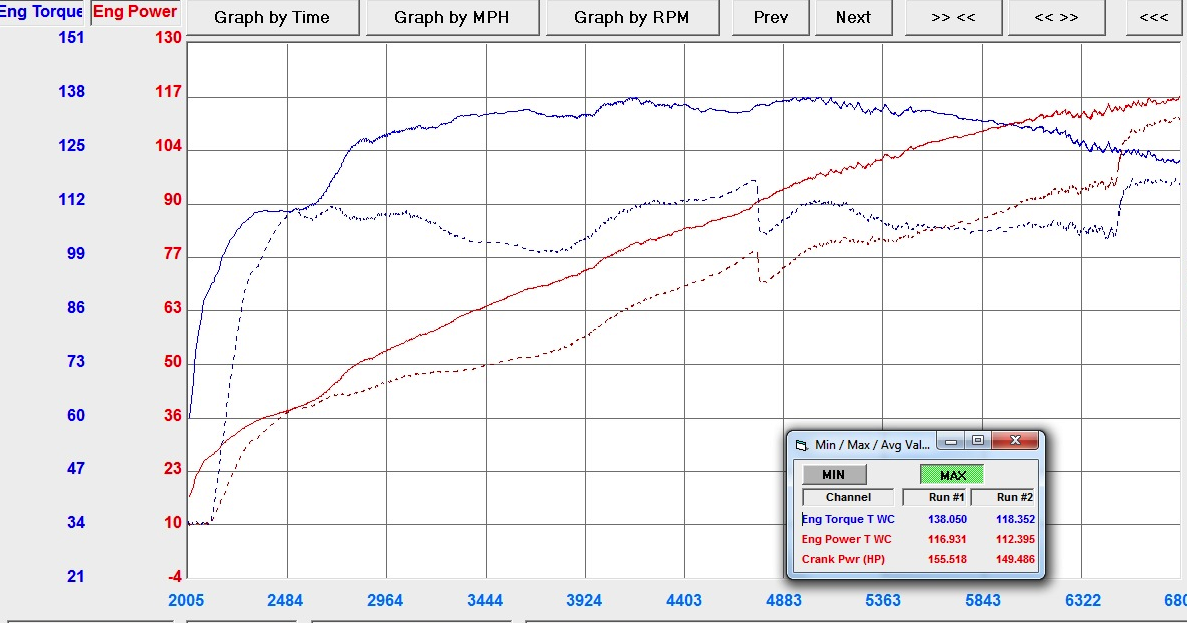 Eng Torque Eng Power Graph by Time Graph by MPH Graph by RPM Prev Next >> << << >> <<<
151 130
138 117
125 104
112 90
99 77
86 63
73 50
60 36
47 23
34 10
21 -4
Min / Max / Avg Val...
MIN MAX
Channel Run #1 Run #2
Eng Torque T WC 138.050 118.352
Eng Power T WC 116.931 112.395
Crank Pwr (HP) 155.518 149.486
2005 2484 2964 3444 3924 4403 4883 5363 5843 6322 680